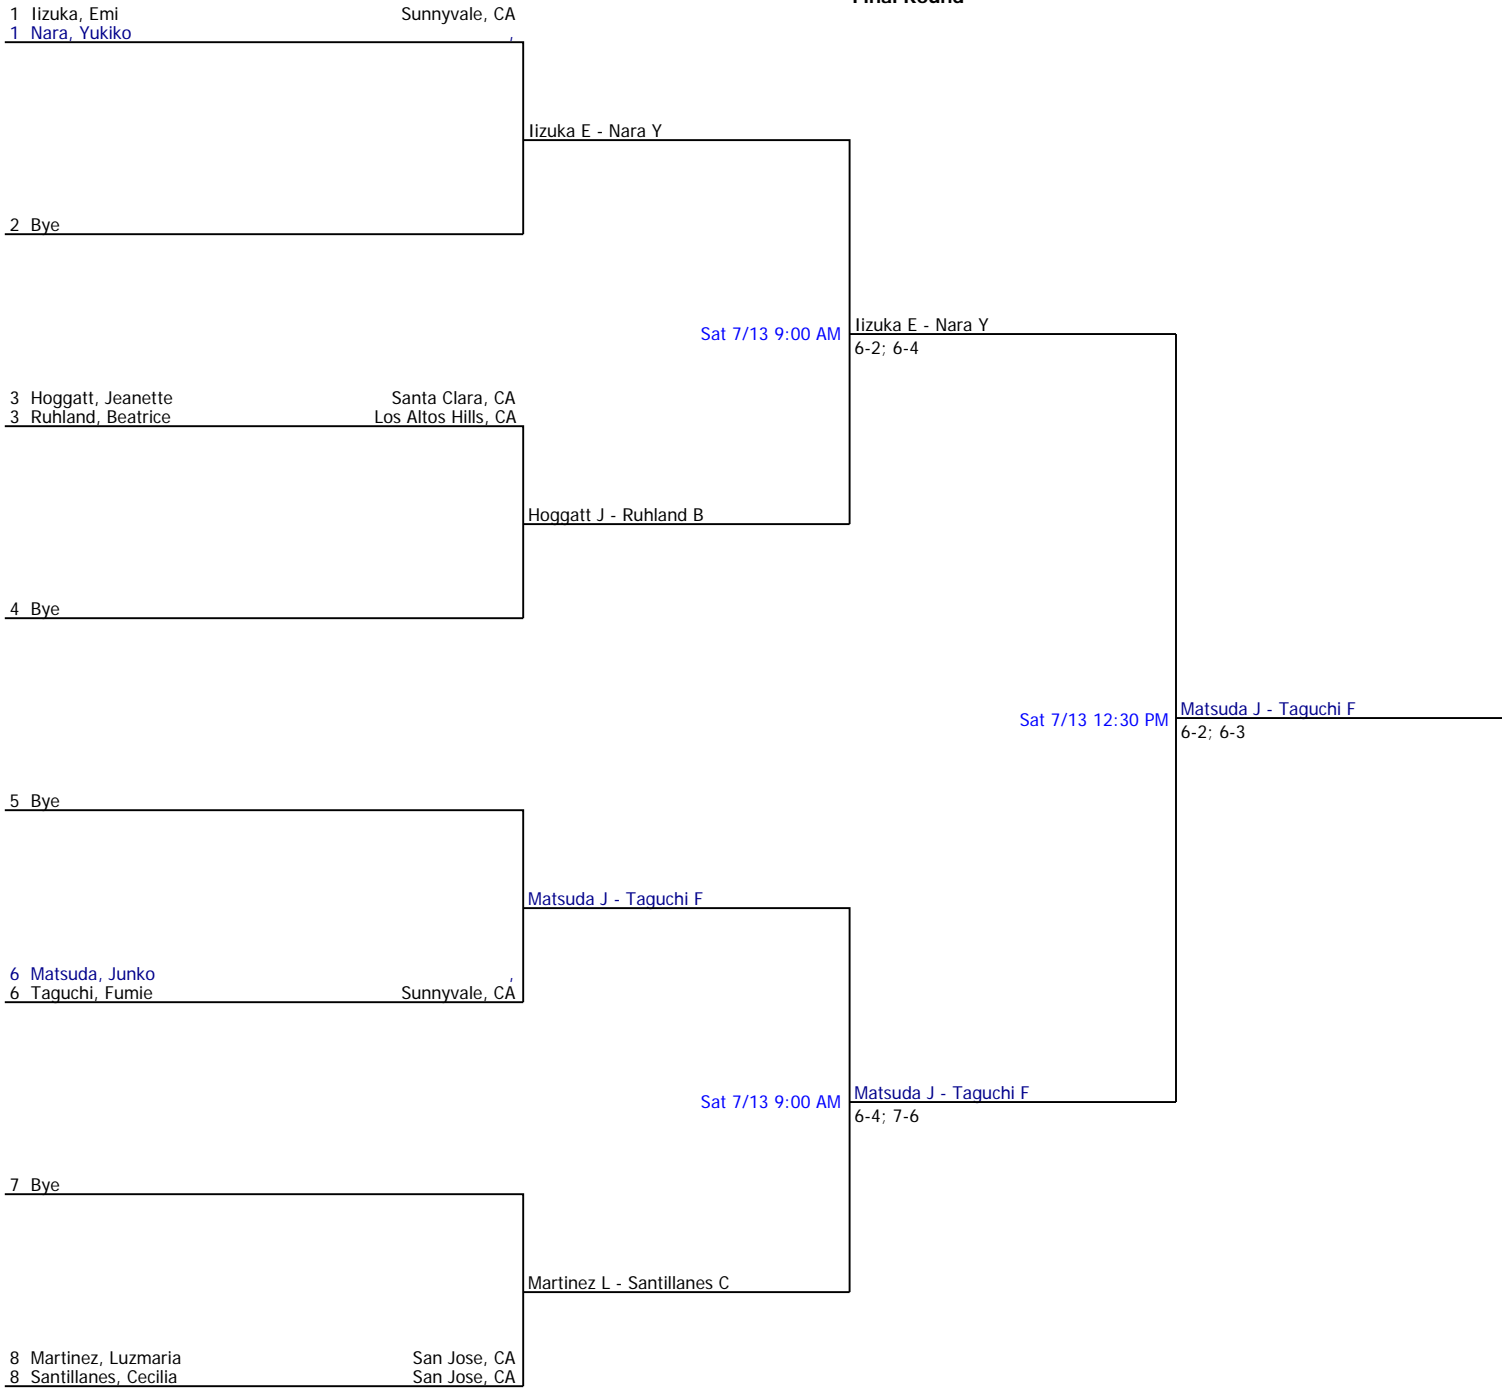 Final Round
1 Iizuka, Emi Sunnyvale, CA
1 Nara, Yukiko ,
Iizuka E - Nara Y
2 Bye
Sat 7/13 9:00 AM
Iizuka E - Nara Y
6-2; 6-4
3 Hoggatt, Jeanette Santa Clara, CA
3 Ruhland, Beatrice Los Altos Hills, CA
Hoggatt J - Ruhland B
4 Bye
Sat 7/13 12:30 PM
Matsuda J - Taguchi F
6-2; 6-3
5 Bye
Matsuda J - Taguchi F
6 Matsuda, Junko ,
6 Taguchi, Fumie Sunnyvale, CA
Sat 7/13 9:00 AM
Matsuda J - Taguchi F
6-4; 7-6
7 Bye
Martinez L - Santillanes C
8 Martinez, Luzmaria San Jose, CA
8 Santillanes, Cecilia San Jose, CA